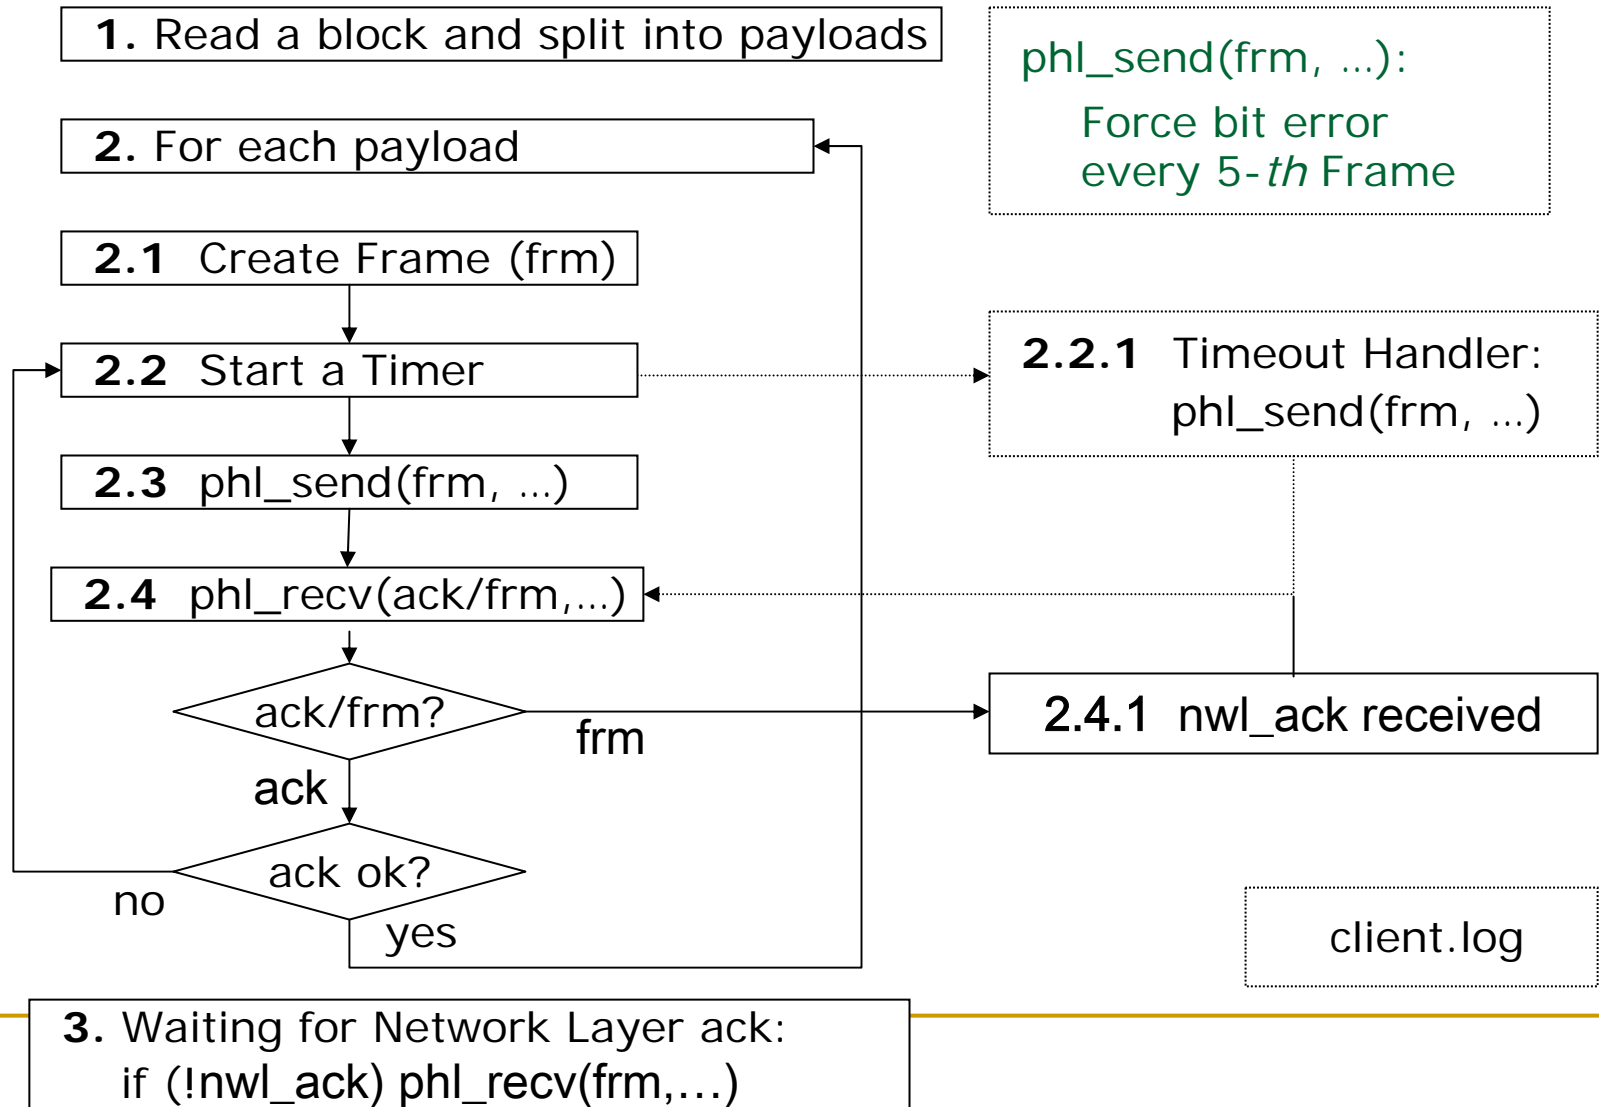 1. Read a block and split into payloads
phl_send(frm, ...):
Force bit error
every 5-th Frame
2. For each payload
2.1 Create Frame (frm)
2.2 Start a Timer
2.2.1 Timeout Handler:
phl_send(frm, ...)
2.3 phl_send(frm, ...)
2.4 phl_recv(ack/frm,...)
ack/frm?
frm
2.4.1 nwl_ack received
ack
ack ok?
no
yes
client.log
3. Waiting for Network Layer ack:
if (!nwl_ack) phl_recv(frm,...)